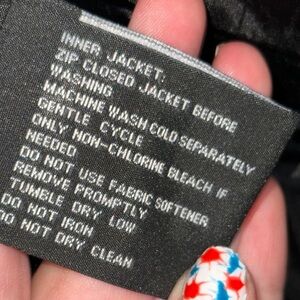 INNER JACKET:
ZIP CLOSED JACKET BEFORE
WASHING
MACHINE WASH COLD SEPARATELY
GENTLE CYCLE
ONLY NON-CHLORINE BLEACH IF
NEEDED
DO NOT USE FABRIC SOFTENER
REMOVE PROMPTLY
TUMBLE DRY LOW
DO NOT IRON
DO NOT DRY CLEAN